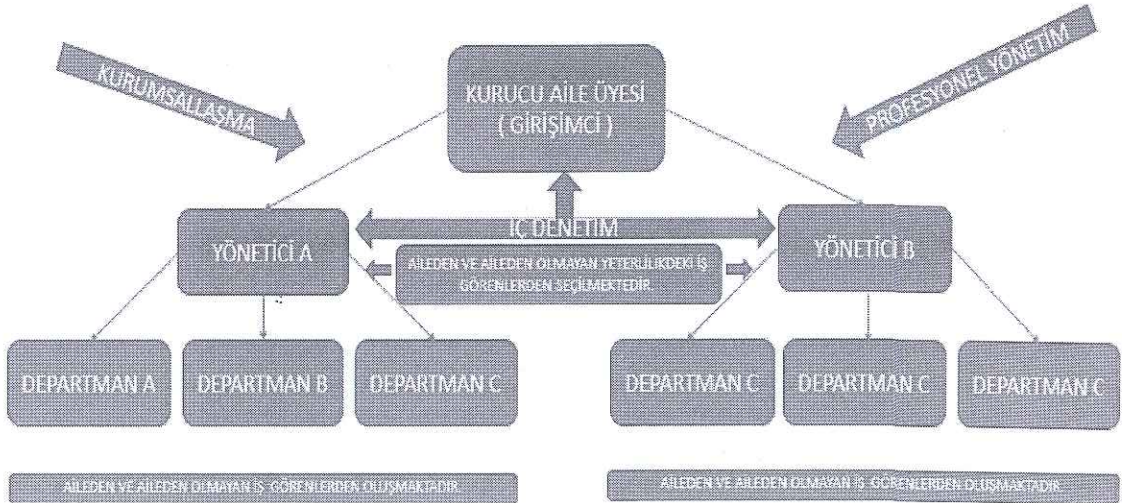 KURUMSALLAŞMA
KURUCU AİLE ÜYESİ
( GİRİŞİMCİ )
PROFESYONEL YÖNETİM
YÖNETİCİ A
İÇ DENETİM
YÖNETİCİ B
AİLEDEN VE AİLEDEN OLMAYAN YETERLİLİKDEKİ İŞ
GÖRENLERDEN SEÇİLMEKTEDİR
DEPARTMAN A
DEPARTMAN B
DEPARTMAN C
DEPARTMAN C
DEPARTMAN C
DEPARTMAN C
AİLEDEN VE AİLEDEN OLMAYAN İŞ GÖRENLERDEN OLUŞMAKTADIR
AİLEDEN VE AİLEDEN OLMAYAN İŞ GÖRENLERDEN OLUŞMAKTADIR